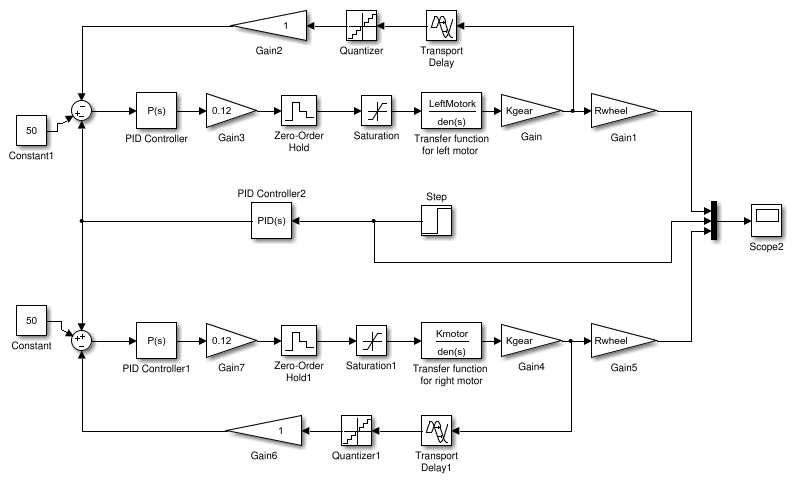 1
Gain2
Quantizer
Transport
Delay
50
Constant1
P(s)
PID Controller
0.12
Gain3
Zero-Order
Hold
Saturation
LeftMotork
den(s)
Transfer function
for left motor
Kgear
Gain
Rwheel
Gain1
PID Controller2
PID(s)
Step
Scope2
50
Constant
P(s)
PID Controller1
0.12
Gain7
Zero-Order
Hold1
Saturation1
Kmotor
den(s)
Transfer function
for right motor
Kgear
Gain4
Rwheel
Gain5
1
Gain6
Quantizer1
Transport
Delay1